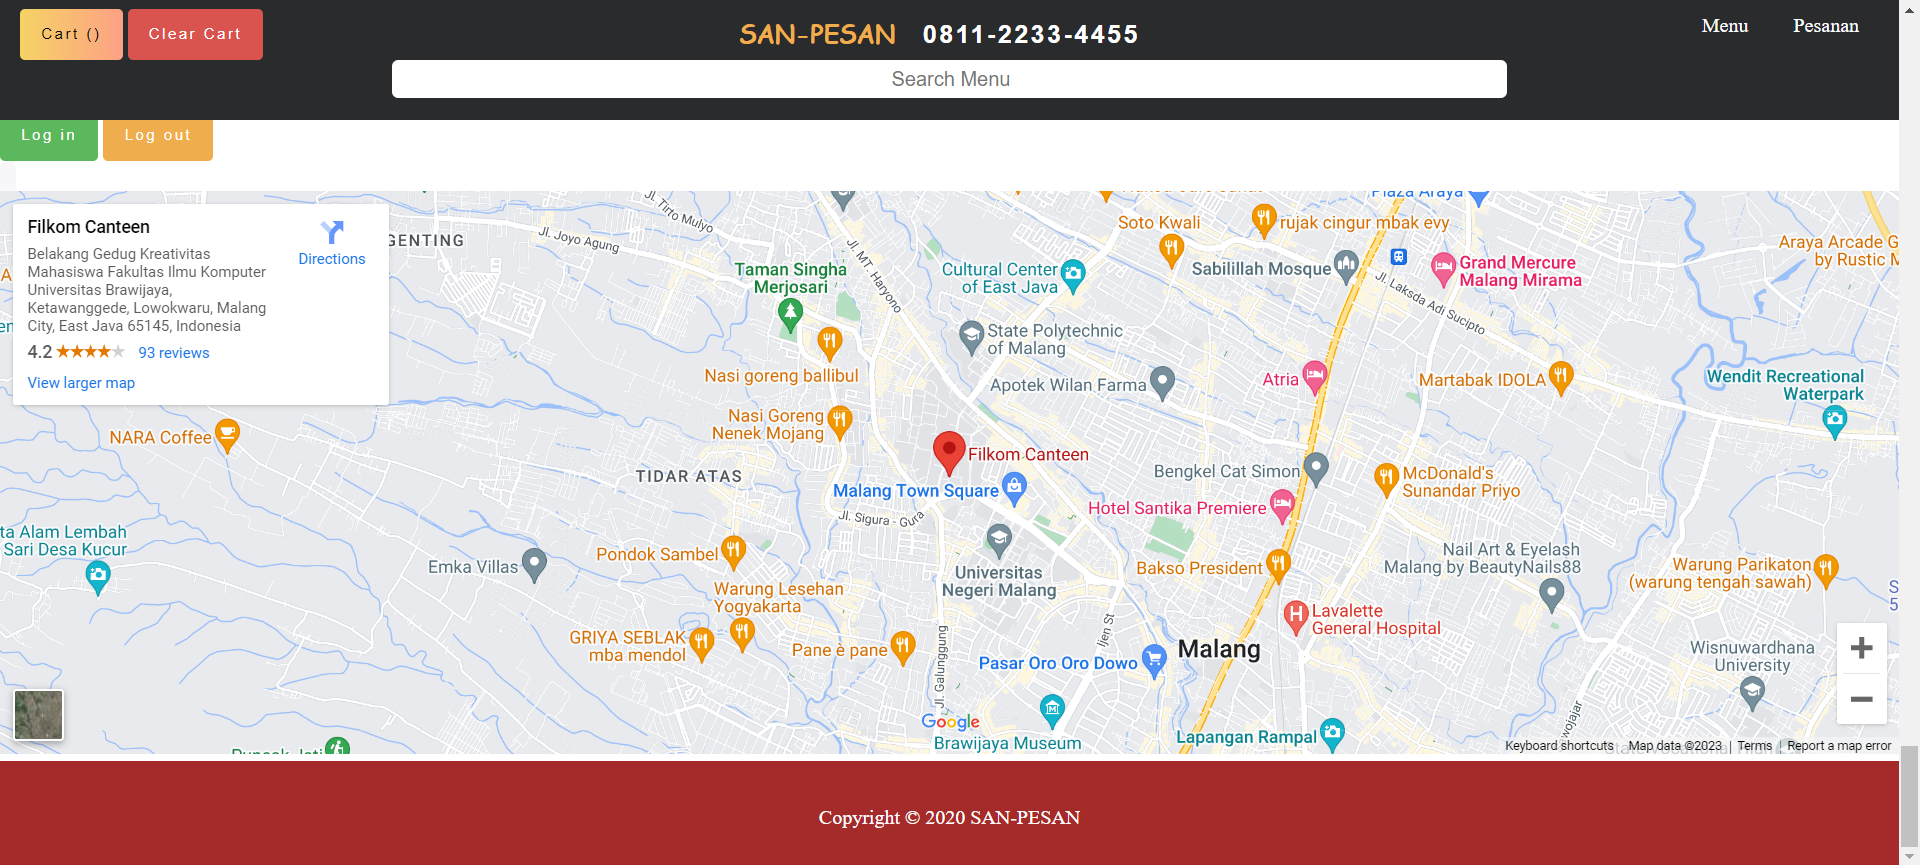 Cart ()
Clear Cart
SAN-PESAN 0811-2233-4455
Menu
Pesanan
Search Menu
Log in
Log out
Filkom Canteen
Belakang Gedug Kreativitas
Mahasiswa Fakultas Ilmu Komputer
Universitas Brawijaya,
Ketawanggede, Lowokwaru, Malang
City, East Java 65145, Indonesia
4.2
93 reviews
View larger map
Directions
GENTING
Jl. Tirto Mulyo
Jl. Joyo Agung
Jl. MT. Haryono
Plaza Araya
Soto Kwali
rujak cingur mbak evy
Araya Arcade G
by Rustic M
Taman Singha
Merjosari
Cultural Center
of East Java
Sabilillah Mosque
Grand Mercure
Malang Mirama
Jl. Laksda Adi Sucipto
State Polytechnic
of Malang
Nasi goreng ballibul
Apotek Wilan Farma
Atria
Martabak IDOLA
Wendit Recreational
Waterpark
NARA Coffee
Nasi Goreng
Nenek Mojang
Filkom Canteen
TIDAR ATAS
Malang Town Square
Bengkel Cat Simon
McDonald's
Sunandar Priyo
Hotel Santika Premiere
Jl. Sigura - Gura
ta Alam Lembah
Sari Desa Kucur
Emka Villas
Pondok Sambel
Universitas
Negeri Malang
Bakso President
Nail Art & Eyelash
Malang by BeautyNails88
Warung Parikaton
(warung tengah sawah)
S
5
Warung Lesehan
Yogyakarta
Lavalette
General Hospital
GRIYA SEBLAK
mba mendol
Pane è pane
Jl. Galunggung
Ijen St
Pasar Oro Oro Dowo
Malang
Wisnuwardhana
University
Google
Brawijaya Museum
Lapangan Rampal
Keyboard shortcuts
Map data ©2023
Terms
Report a map error
Copyright © 2020 SAN-PESAN